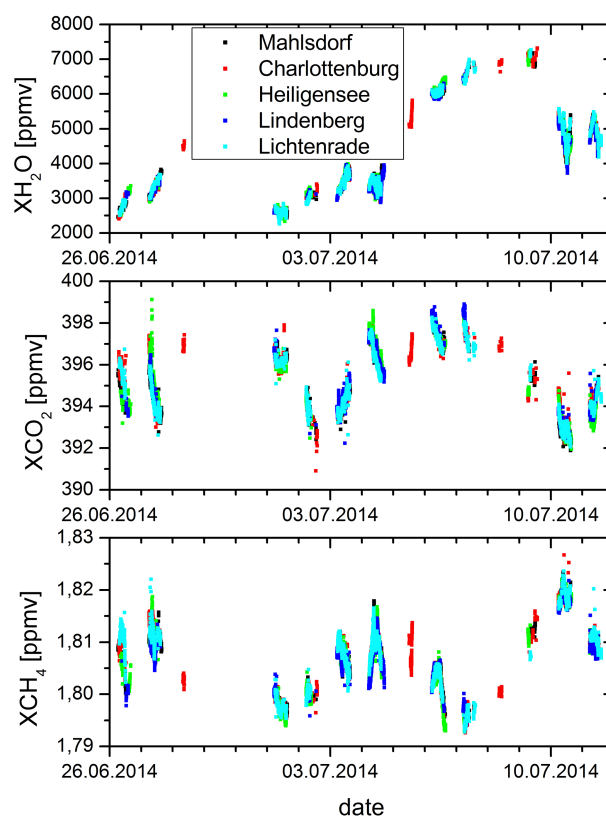 Mahlsdorf
Charlottenburg
Heiligensee
Lindenberg
Lichtenrade
XH₂O [ppmv]
8000
7000
6000
5000
4000
3000
2000
26.06.2014 03.07.2014 10.07.2014
XCO₂ [ppmv]
400
398
396
394
392
390
26.06.2014 03.07.2014 10.07.2014
XCH₄ [ppmv]
1,83
1,82
1,81
1,80
1,79
26.06.2014 03.07.2014 10.07.2014
date